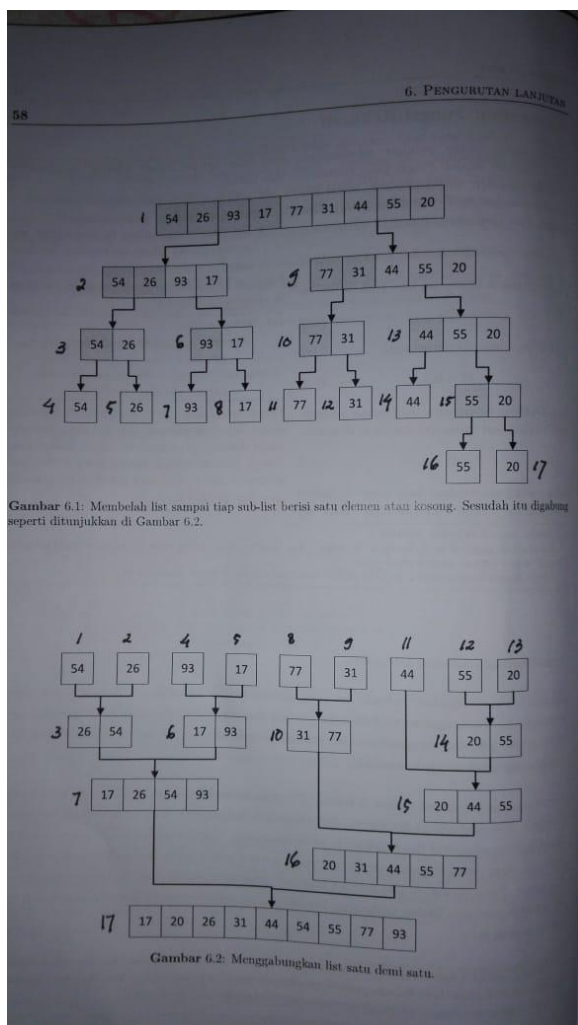 6. PENGURUTAN LANJUTAN
58
1 54 26 93 17 77 31 44 55 20
2 54 26 93 17 9 77 31 44 55 20
3 54 26 6 93 17 10 77 31 13 44 55 20
4 54 5 26 7 93 8 17 11 77 12 31 14 44 15 55 20
16 55 20 17
Gambar 6.1: Membelah list sampai tiap sub-list berisi satu elemen atau kosong. Sesudah itu digabung
seperti ditunjukkan di Gambar 6.2.
1 2 4 5 8 9 11 12 13
54 26 93 17 77 31 44 55 20
3 26 54 6 17 93 10 31 77 14 20 55
7 17 26 54 93 15 20 44 55
16 20 31 44 55 77
17 17 20 26 31 44 54 55 77 93
Gambar 6.2: Menggabungkan list satu demi satu.